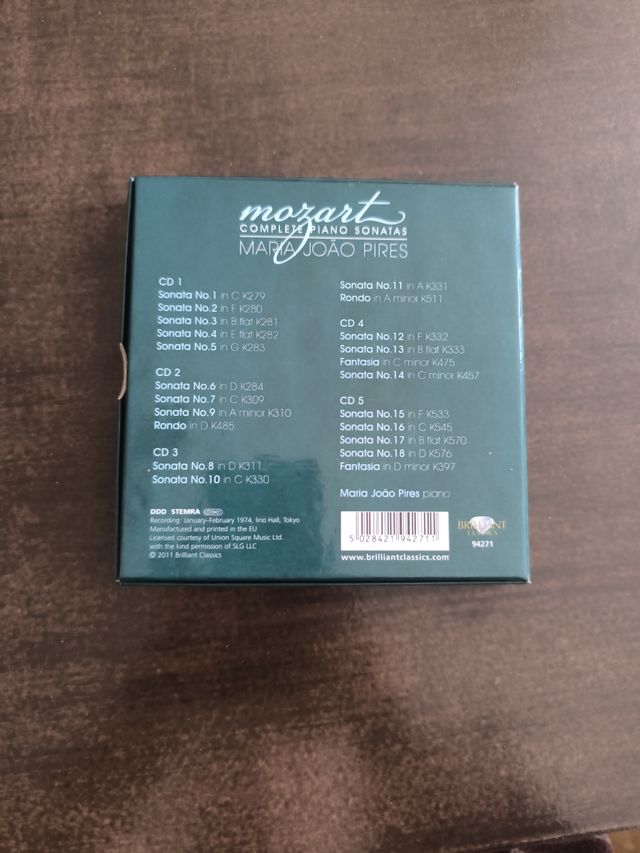 mozart
COMPLETE PIANO SONATAS
MARIA JOÃO PIRES
CD 1
Sonata No.1 in C K279
Sonata No.2 in F K280
Sonata No.3 in B flat K281
Sonata No.4 in E flat K282
Sonata No.5 in G K283
CD 2
Sonata No.6 in D K284
Sonata No.7 in C K309
Sonata No.9 in A minor K310
Rondo in D K485
CD 3
Sonata No.8 in D K311
Sonata No.10 in C K330
Sonata No.11 in A K331
Rondo in A minor K511
CD 4
Sonata No.12 in F K332
Sonata No.13 in B flat K333
Fantasia in C minor K475
Sonata No.14 in C minor K457
CD 5
Sonata No.15 in F K533
Sonata No.16 in C K545
Sonata No.17 in B flat K570
Sonata No.18 in D K576
Fantasia in D minor K397
Maria João Pires piano
DDD STEMRA
Recording: January-February 1974, Iino Hall, Tokyo
Manufactured and printed in the EU
Licensed courtesy of Union Square Music Ltd.
with the kind permission of SLG LLC
© 2011 Brilliant Classics
5 028421 942711
www.brilliantclassics.com
BRILLIANT
CLASSICS
94271